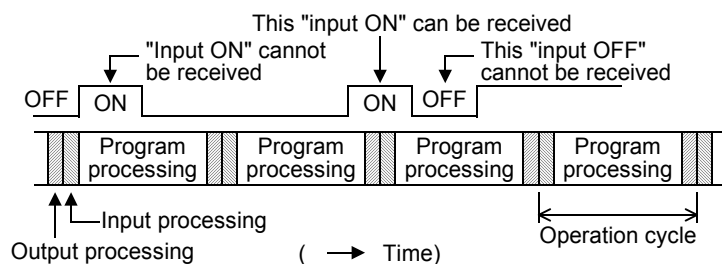 This "input ON" can be received
"Input ON" cannot
be received
This "input OFF"
cannot be received
OFF
ON
ON
OFF
Program
processing
Program
processing
Program
processing
Program
processing
Input processing
Output processing
( → Time)
Operation cycle